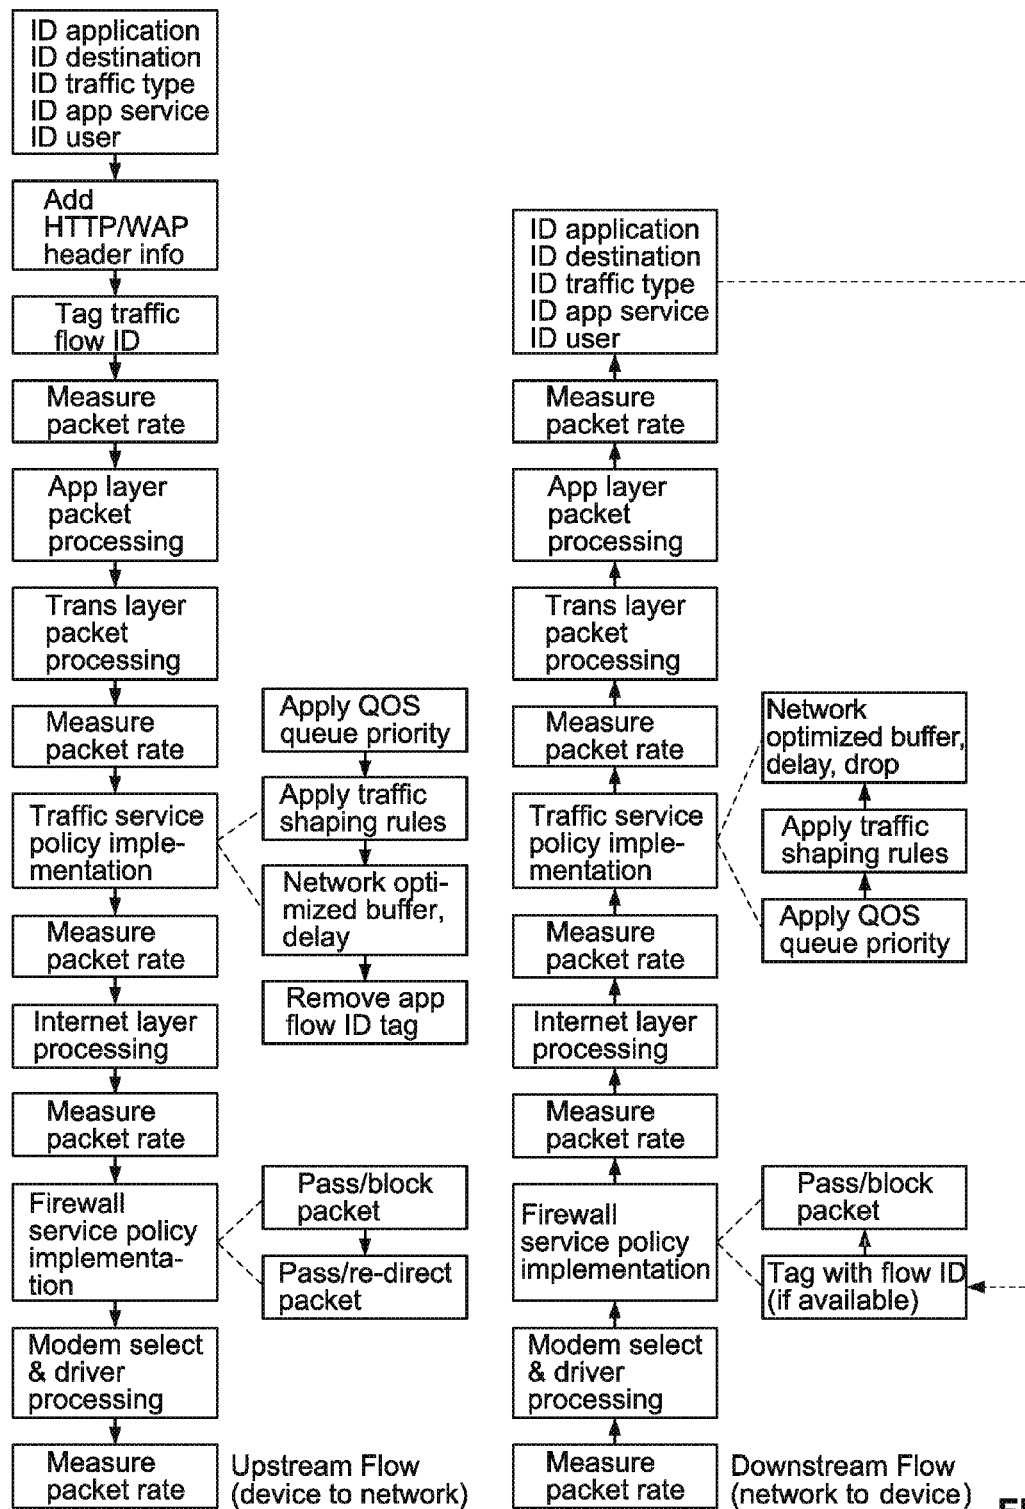 ID application
ID destination
ID traffic type
ID app service
ID user
Add
HTTP/WAP
header info
Tag traffic
flow ID
Measure
packet rate
App layer
packet
processing
Trans layer
packet
processing
Measure
packet rate
Traffic service
policy imple-
mentation
Measure
packet rate
Internet layer
processing
Measure
packet rate
Firewall
service policy
implementa-
tion
Modem select
& driver
processing
Measure
packet rate
Apply QOS
queue priority
Apply traffic
shaping rules
Network opti-
mized buffer,
delay
Remove app
flow ID tag
Pass/block
packet
Pass/re-direct
packet
Upstream Flow
(device to network)
ID application
ID destination
ID traffic type
ID app service
ID user
Measure
packet rate
App layer
packet
processing
Trans layer
packet
processing
Measure
packet rate
Traffic service
policy imple-
mentation
Measure
packet rate
Internet layer
processing
Measure
packet rate
Firewall
service policy
implementation
Modem select
& driver
processing
Measure
packet rate
Network
optimized buffer,
delay, drop
Apply traffic
shaping rules
Apply QOS
queue priority
Pass/block
packet
Tag with flow ID
(if available)
Downstream Flow
(network to device)